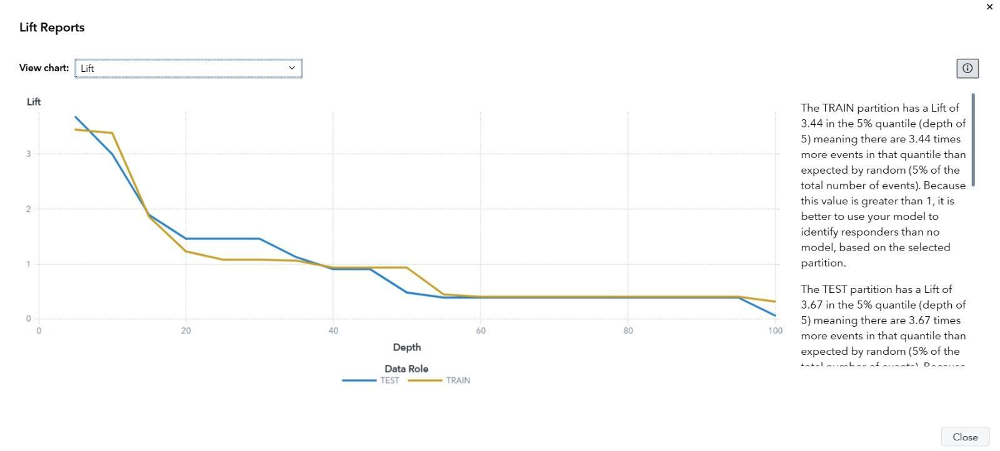 ×
Lift Reports
View chart: Lift
Lift
3
2
1
0
0 20 40 60 80 100
Depth
Data Role
TEST TRAIN
The TRAIN partition has a Lift of
3.44 in the 5% quantile (depth of
5) meaning there are 3.44 times
more events in that quantile than
expected by random (5% of the
total number of events). Because
this value is greater than 1, it is
better to use your model to
identify responders than no
model, based on the selected
partition.
The TEST partition has a Lift of
3.67 in the 5% quantile (depth of
5) meaning there are 3.67 times
more events in that quantile than
expected by random (5% of the
total number of events). Because
Close